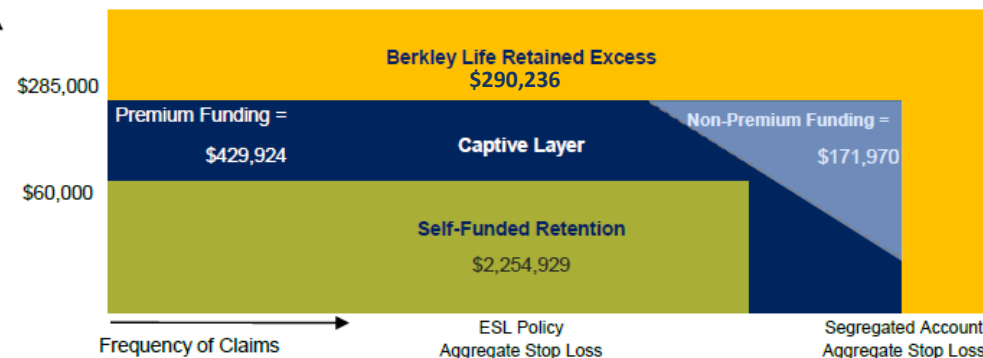 Berkley Life Retained Excess
$290,236
$285,000
Premium Funding =
$429,924
Captive Layer
Non-Premium Funding =
$171,970
$60,000
Self-Funded Retention
$2,254,929
Frequency of Claims
ESL Policy
Aggregate Stop Loss
Segregated Account
Aggregate Stop Loss